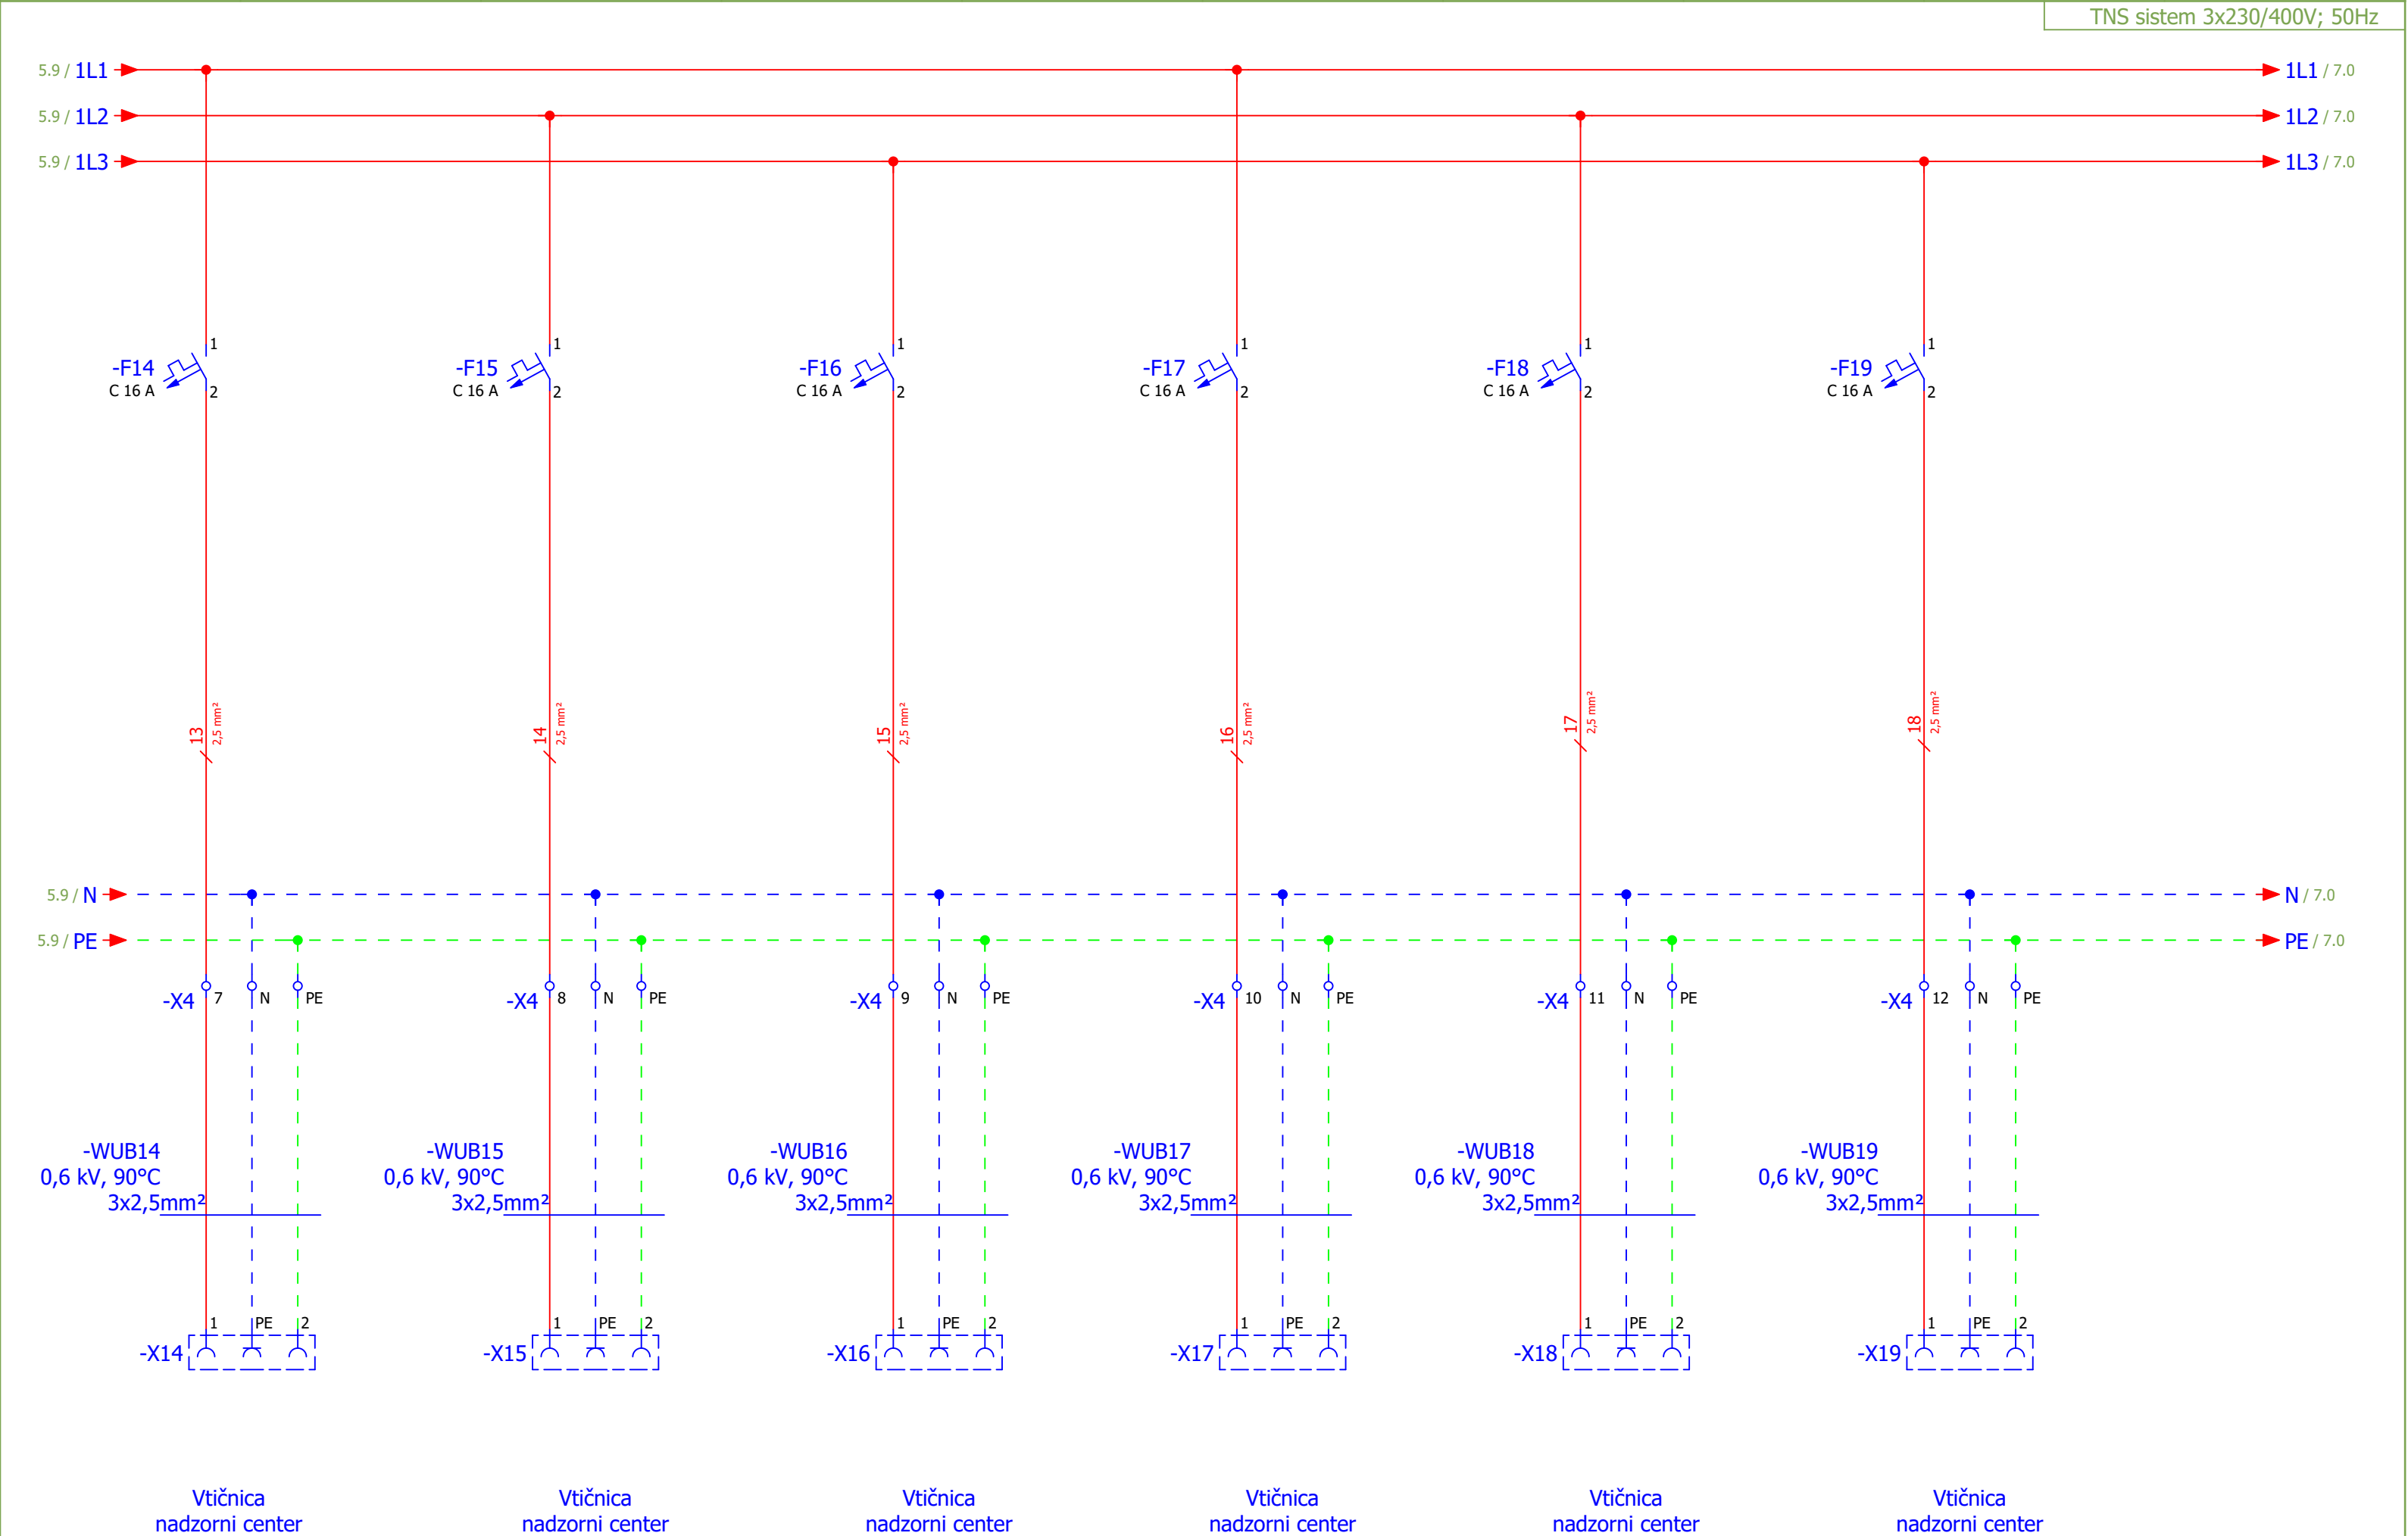 TNS sistem 3x230/400V; 50Hz
5.9 / 1L1 1L1 / 7.0
5.9 / 1L2 1L2 / 7.0
5.9 / 1L3 1L3 / 7.0
1 1 1 1 1 1
-F14 -F15 -F16 -F17 -F18 -F19
C 16 A 2 C 16 A 2 C 16 A 2 C 16 A 2 C 16 A 2 C 16 A 2
13 2,5 mm² 14 2,5 mm² 15 2,5 mm² 16 2,5 mm² 17 2,5 mm² 18 2,5 mm²
5.9 / N N / 7.0
5.9 / PE PE / 7.0
-X4 7 N PE -X4 8 N PE -X4 9 N PE -X4 10 N PE -X4 11 N PE -X4 12 N PE
-WUB14 -WUB15 -WUB16 -WUB17 -WUB18 -WUB19
0,6 kV, 90°C 0,6 kV, 90°C 0,6 kV, 90°C 0,6 kV, 90°C 0,6 kV, 90°C 0,6 kV, 90°C
3x2,5mm² 3x2,5mm² 3x2,5mm² 3x2,5mm² 3x2,5mm² 3x2,5mm²
1 PE 2 1 PE 2 1 PE 2 1 PE 2 1 PE 2 1 PE 2
-X14 -X15 -X16 -X17 -X18 -X19
Vtičnica Vtičnica Vtičnica Vtičnica Vtičnica Vtičnica
nadzorni center nadzorni center nadzorni center nadzorni center nadzorni center nadzorni center